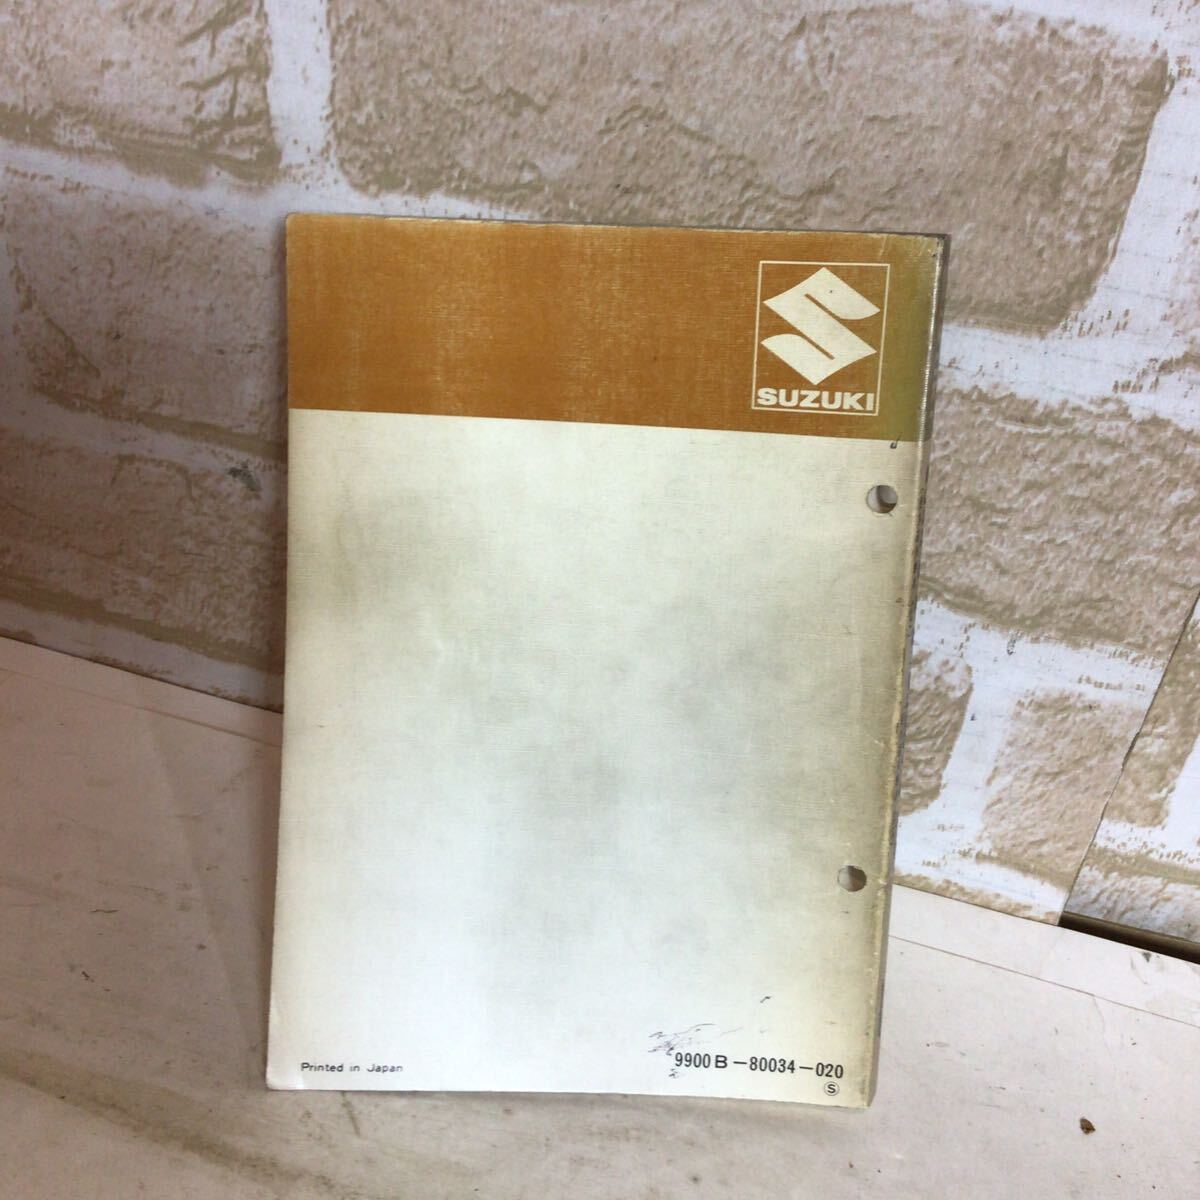 SUZUKI
Printed in Japan
9900B-80034-020
S